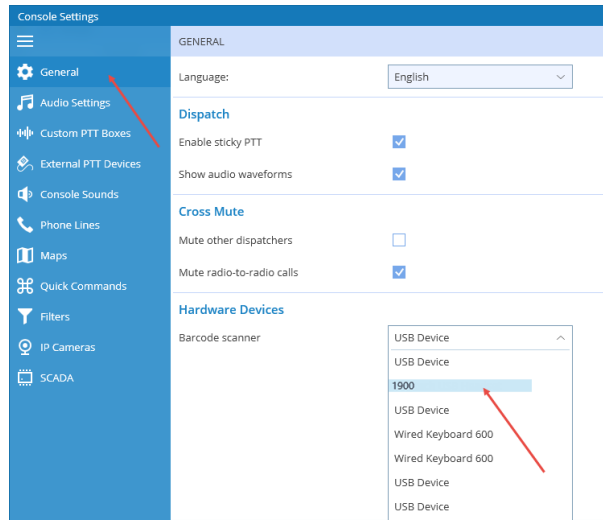 Console Settings
GENERAL
General
Audio Settings
Custom PTT Boxes
External PTT Devices
Console Sounds
Phone Lines
Maps
Quick Commands
Filters
IP Cameras
SCADA
Language:
English
Dispatch
Enable sticky PTT
Show audio waveforms
Cross Mute
Mute other dispatchers
Mute radio-to-radio calls
Hardware Devices
Barcode scanner
USB Device
USB Device
1900
USB Device
Wired Keyboard 600
Wired Keyboard 600
USB Device
USB Device